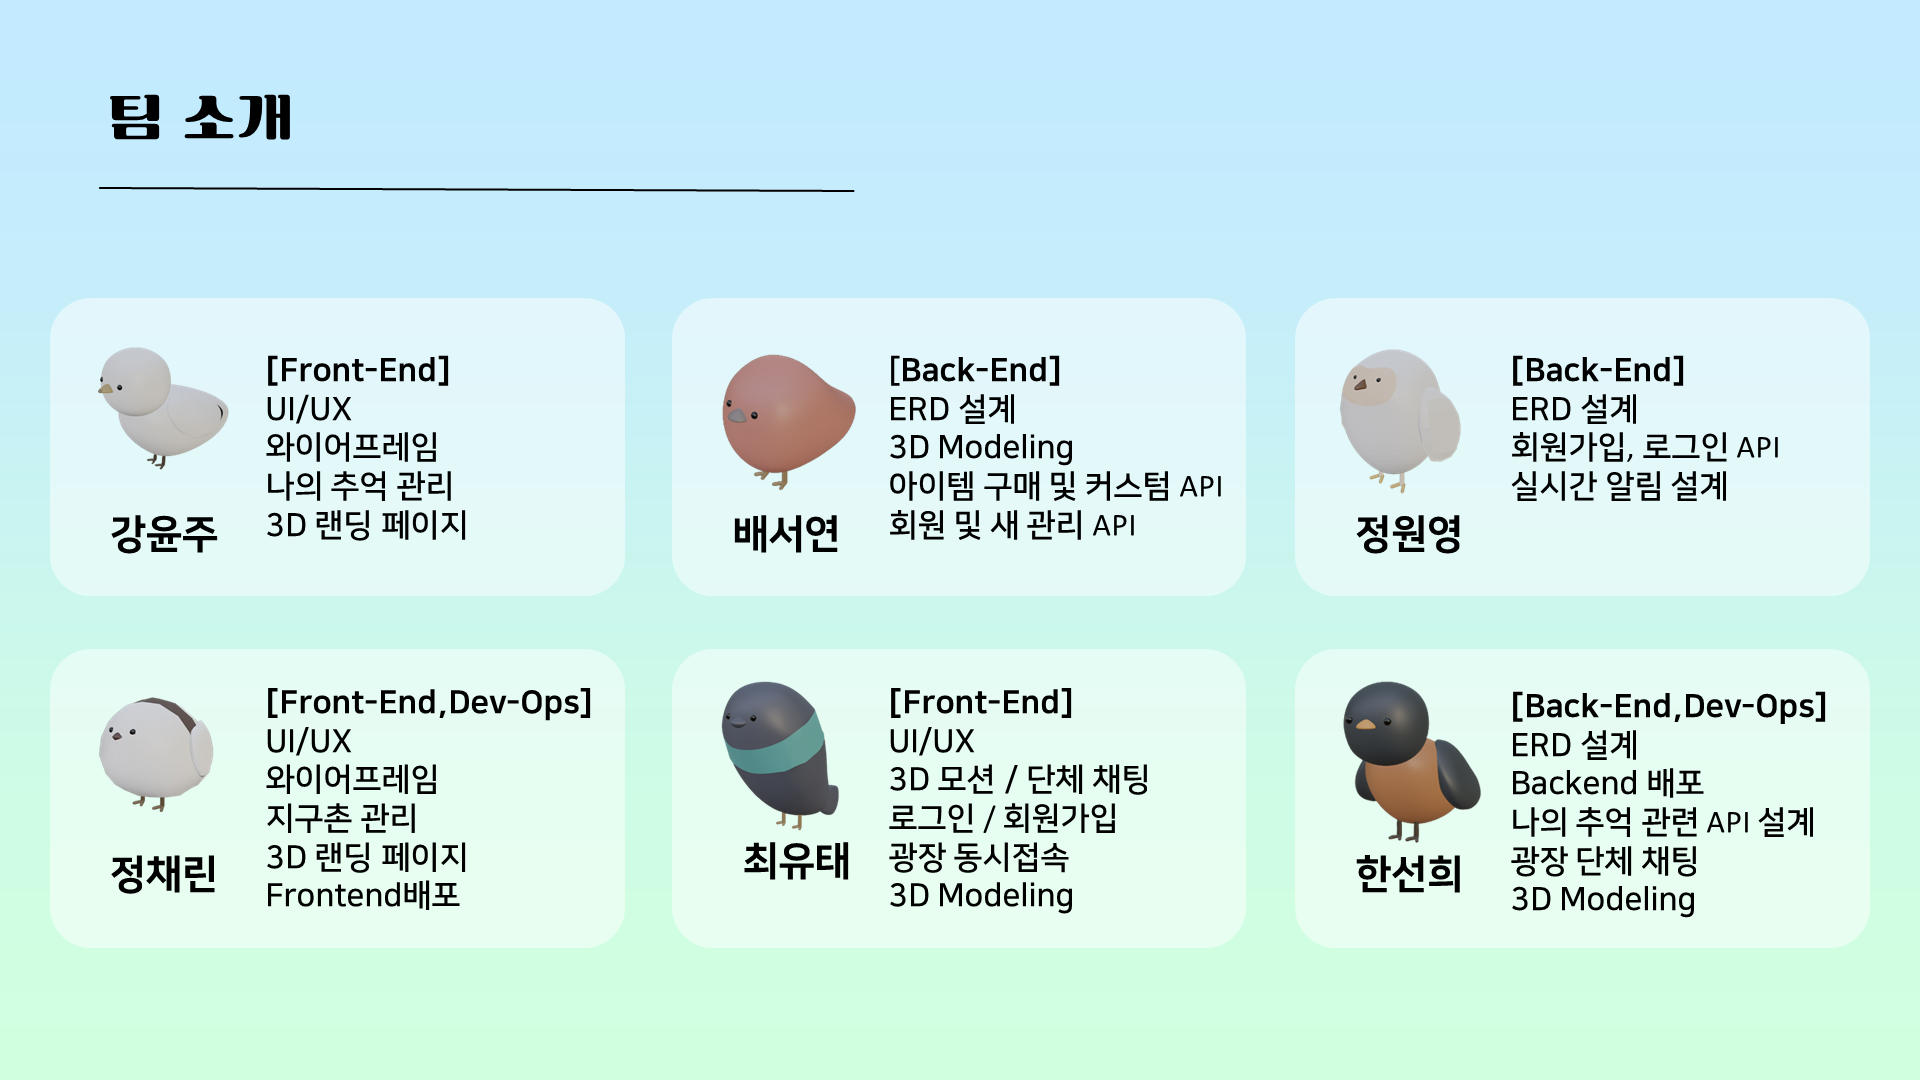 팀 소개
[Front-End]
UI/UX
와이어프레임
나의 추억 관리
3D 랜딩 페이지
강윤주
[Back-End]
ERD 설계
3D Modeling
아이템 구매 및 커스텀 API
회원 및 새 관리 API
배서연
[Back-End]
ERD 설계
회원가입, 로그인 API
실시간 알림 설계
정원영
[Front-End,Dev-Ops]
UI/UX
와이어프레임
지구촌 관리
3D 랜딩 페이지
Frontend배포
정채린
[Front-End]
UI/UX
3D 모션 / 단체 채팅
로그인 / 회원가입
광장 동시접속
3D Modeling
최유태
[Back-End,Dev-Ops]
ERD 설계
Backend 배포
나의 추억 관련 API 설계
광장 단체 채팅
3D Modeling
한선희